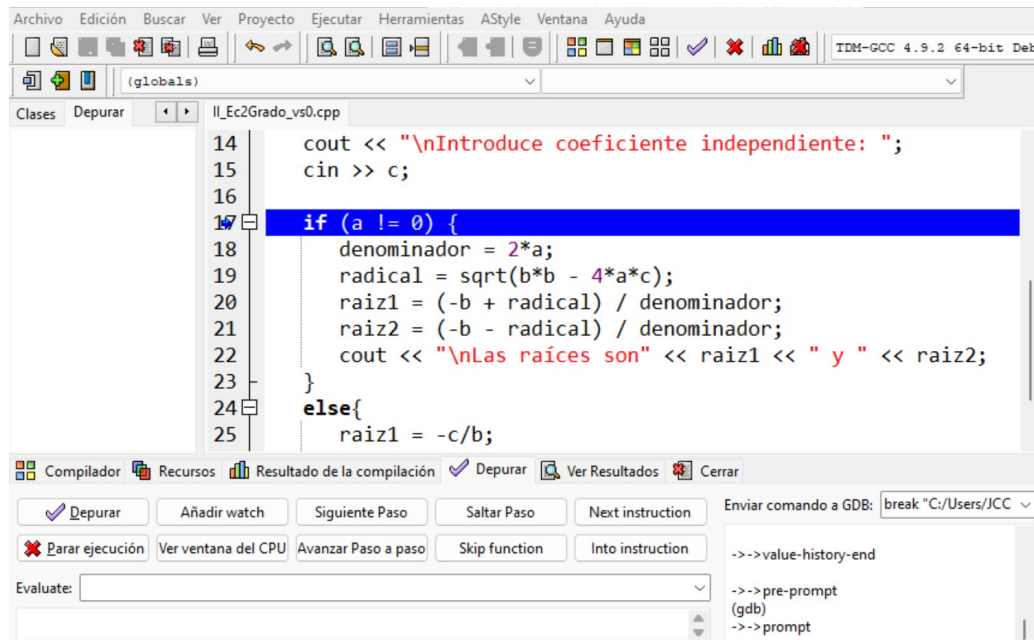 Archivo Edición Buscar Ver Proyecto Ejecutar Herramientas AStyle Ventana Ayuda
TDM-GCC 4.9.2 64-bit Deb
(globals)
Clases Depurar II_Ec2Grado_vs0.cpp
14 cout << "\nIntroduce coeficiente independiente: ";
15 cin >> c;
16
17 if (a != 0) {
18 denominador = 2*a;
19 radical = sqrt(b*b - 4*a*c);
20 raiz1 = (-b + radical) / denominador;
21 raiz2 = (-b - radical) / denominador;
22 cout << "\nLas raíces son" << raiz1 << " y " << raiz2;
23 }
24 else{
25 raiz1 = -c/b;
Compilador Recursos Resultado de la compilación Depurar Ver Resultados Cerrar
Depurar Añadir watch Siguiente Paso Saltar Paso Next instruction Enviar comando a GDB: break "C:/Users/JCC
Parar ejecución Ver ventana del CPU Avanzar Paso a paso Skip function Into instruction
->->value-history-end
Evaluate:
->->pre-prompt
(gdb)
->->prompt